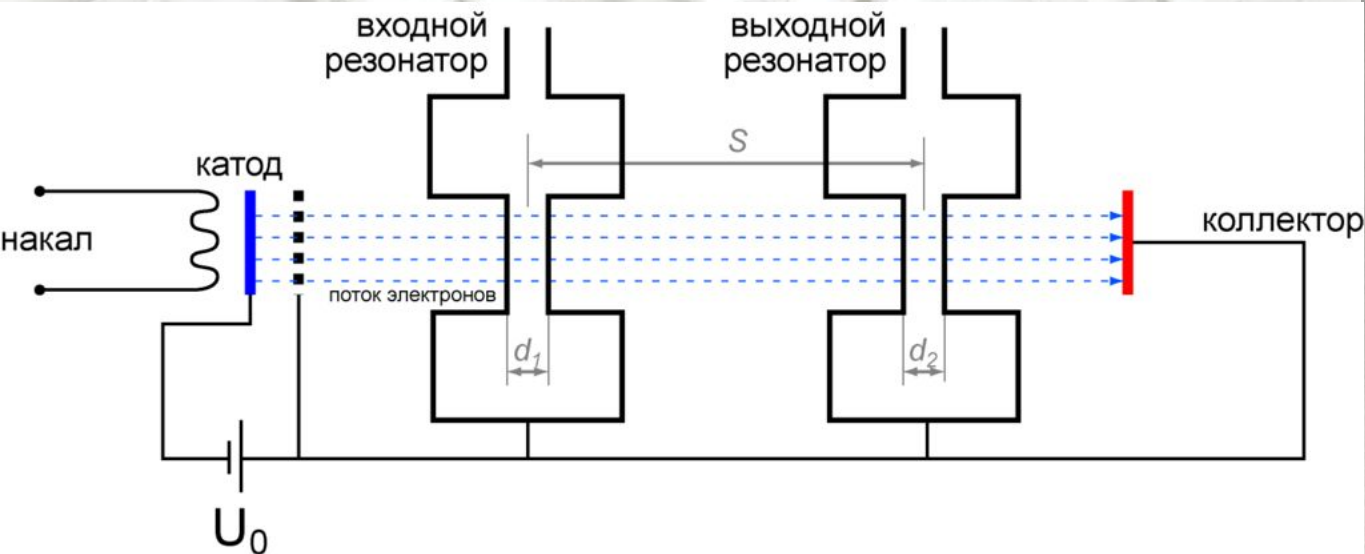 входной
резонатор
выходной
резонатор
S
катод
накал
коллектор
поток электронов
d₁
d₂
U₀